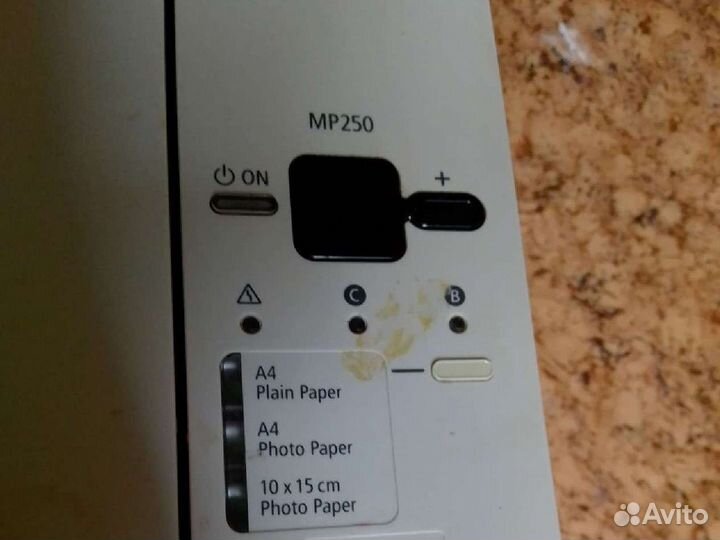 MP250
ON
+
C
B
A4
Plain Paper
A4
Photo Paper
10 x 15 cm
Photo Paper
Avito